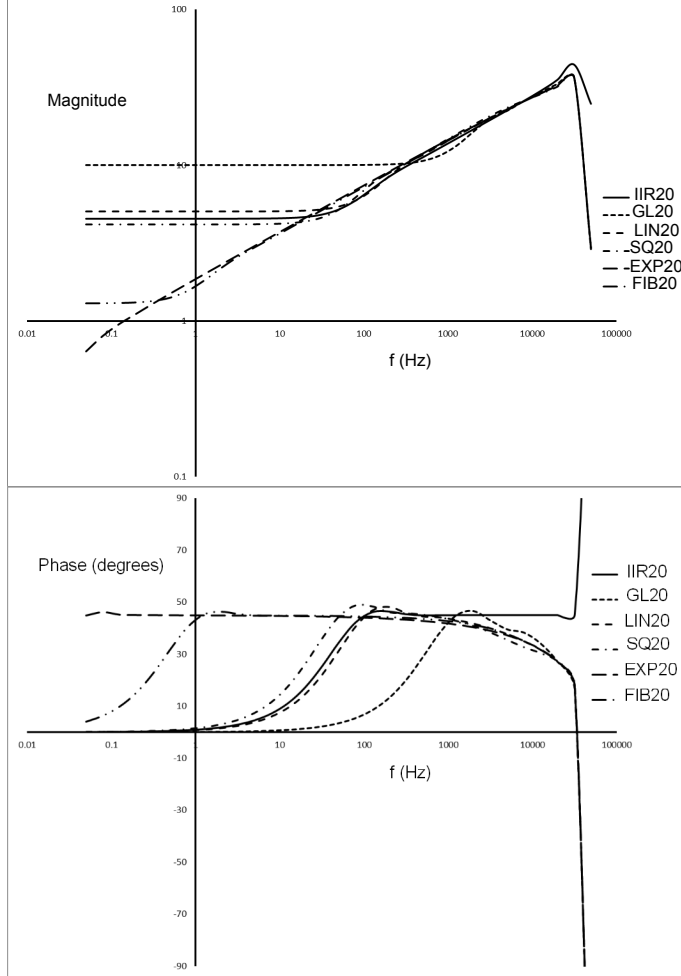 100
Magnitude
10
IIR20
GL20
LIN20
SQ20
EXP20
FIB20
1
0.01 0.1 1 10 100 1000 10000 100000
f (Hz)
0.1
90
70
Phase (degrees)
IIR20
50
GL20
LIN20
30
SQ20
EXP20
10
FIB20
0.01 0.1 1 10 100 1000 10000 100000
-10
f (Hz)
-30
-50
-70
-90